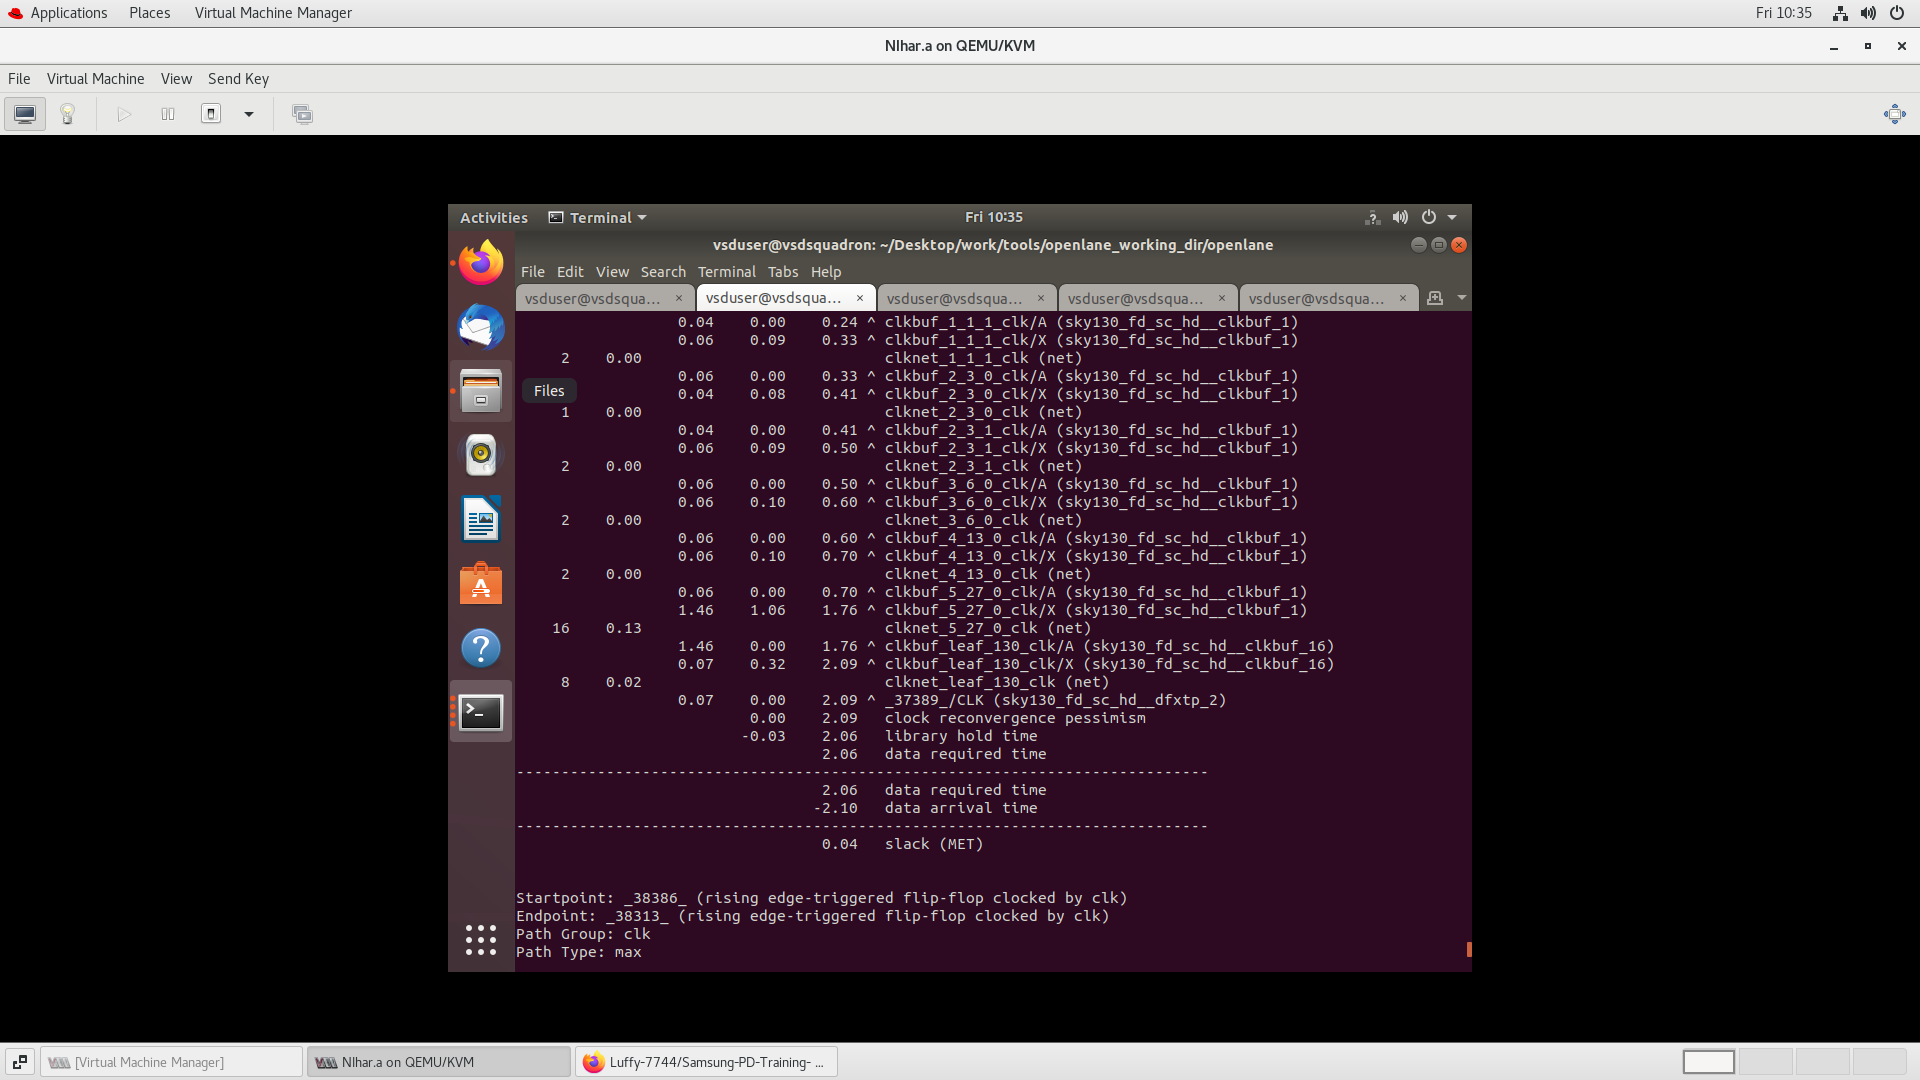 Applications Places Virtual Machine Manager Fri 10:35
NIhar.a on QEMU/KVM
File Virtual Machine View Send Key
Activities Terminal Fri 10:35
vsduser@vsdsquadron: ~/Desktop/work/tools/openlane_working_dir/openlane
File Edit View Search Terminal Tabs Help
vsduser@vsdsqua... × vsduser@vsdsqua... × vsduser@vsdsqua... × vsduser@vsdsqua... × vsduser@vsdsqua... ×
0.04 0.00 0.24 ^ clkbuf_1_1_1_clk/A (sky130_fd_sc_hd__clkbuf_1)
0.06 0.09 0.33 ^ clkbuf_1_1_1_clk/X (sky130_fd_sc_hd__clkbuf_1)
2 0.00 clknet_1_1_1_clk (net)
0.06 0.00 0.33 ^ clkbuf_2_3_0_clk/A (sky130_fd_sc_hd__clkbuf_1)
Files
0.04 0.08 0.41 ^ clkbuf_2_3_0_clk/X (sky130_fd_sc_hd__clkbuf_1)
1 0.00 clknet_2_3_0_clk (net)
0.04 0.00 0.41 ^ clkbuf_2_3_1_clk/A (sky130_fd_sc_hd__clkbuf_1)
0.06 0.09 0.50 ^ clkbuf_2_3_1_clk/X (sky130_fd_sc_hd__clkbuf_1)
2 0.00 clknet_2_3_1_clk (net)
0.06 0.00 0.50 ^ clkbuf_3_6_0_clk/A (sky130_fd_sc_hd__clkbuf_1)
0.06 0.10 0.60 ^ clkbuf_3_6_0_clk/X (sky130_fd_sc_hd__clkbuf_1)
2 0.00 clknet_3_6_0_clk (net)
0.06 0.00 0.60 ^ clkbuf_4_13_0_clk/A (sky130_fd_sc_hd__clkbuf_1)
0.06 0.10 0.70 ^ clkbuf_4_13_0_clk/X (sky130_fd_sc_hd__clkbuf_1)
2 0.00 clknet_4_13_0_clk (net)
0.06 0.00 0.70 ^ clkbuf_5_27_0_clk/A (sky130_fd_sc_hd__clkbuf_1)
1.46 1.06 1.76 ^ clkbuf_5_27_0_clk/X (sky130_fd_sc_hd__clkbuf_1)
16 0.13 clknet_5_27_0_clk (net)
1.46 0.00 1.76 ^ clkbuf_leaf_130_clk/A (sky130_fd_sc_hd__clkbuf_16)
0.07 0.32 2.09 ^ clkbuf_leaf_130_clk/X (sky130_fd_sc_hd__clkbuf_16)
8 0.02 clknet_leaf_130_clk (net)
0.07 0.00 2.09 ^ _37389_/CLK (sky130_fd_sc_hd__dfxtp_2)
0.00 2.09 clock reconvergence pessimism
-0.03 2.06 library hold time
2.06 data required time
-----------------------------------------------------------------------------
2.06 data required time
-2.10 data arrival time
-----------------------------------------------------------------------------
0.04 slack (MET)
Startpoint: _38386_ (rising edge-triggered flip-flop clocked by clk)
Endpoint: _38313_ (rising edge-triggered flip-flop clocked by clk)
Path Group: clk
Path Type: max
[Virtual Machine Manager] NIhar.a on QEMU/KVM Luffy-7744/Samsung-PD-Training- ...